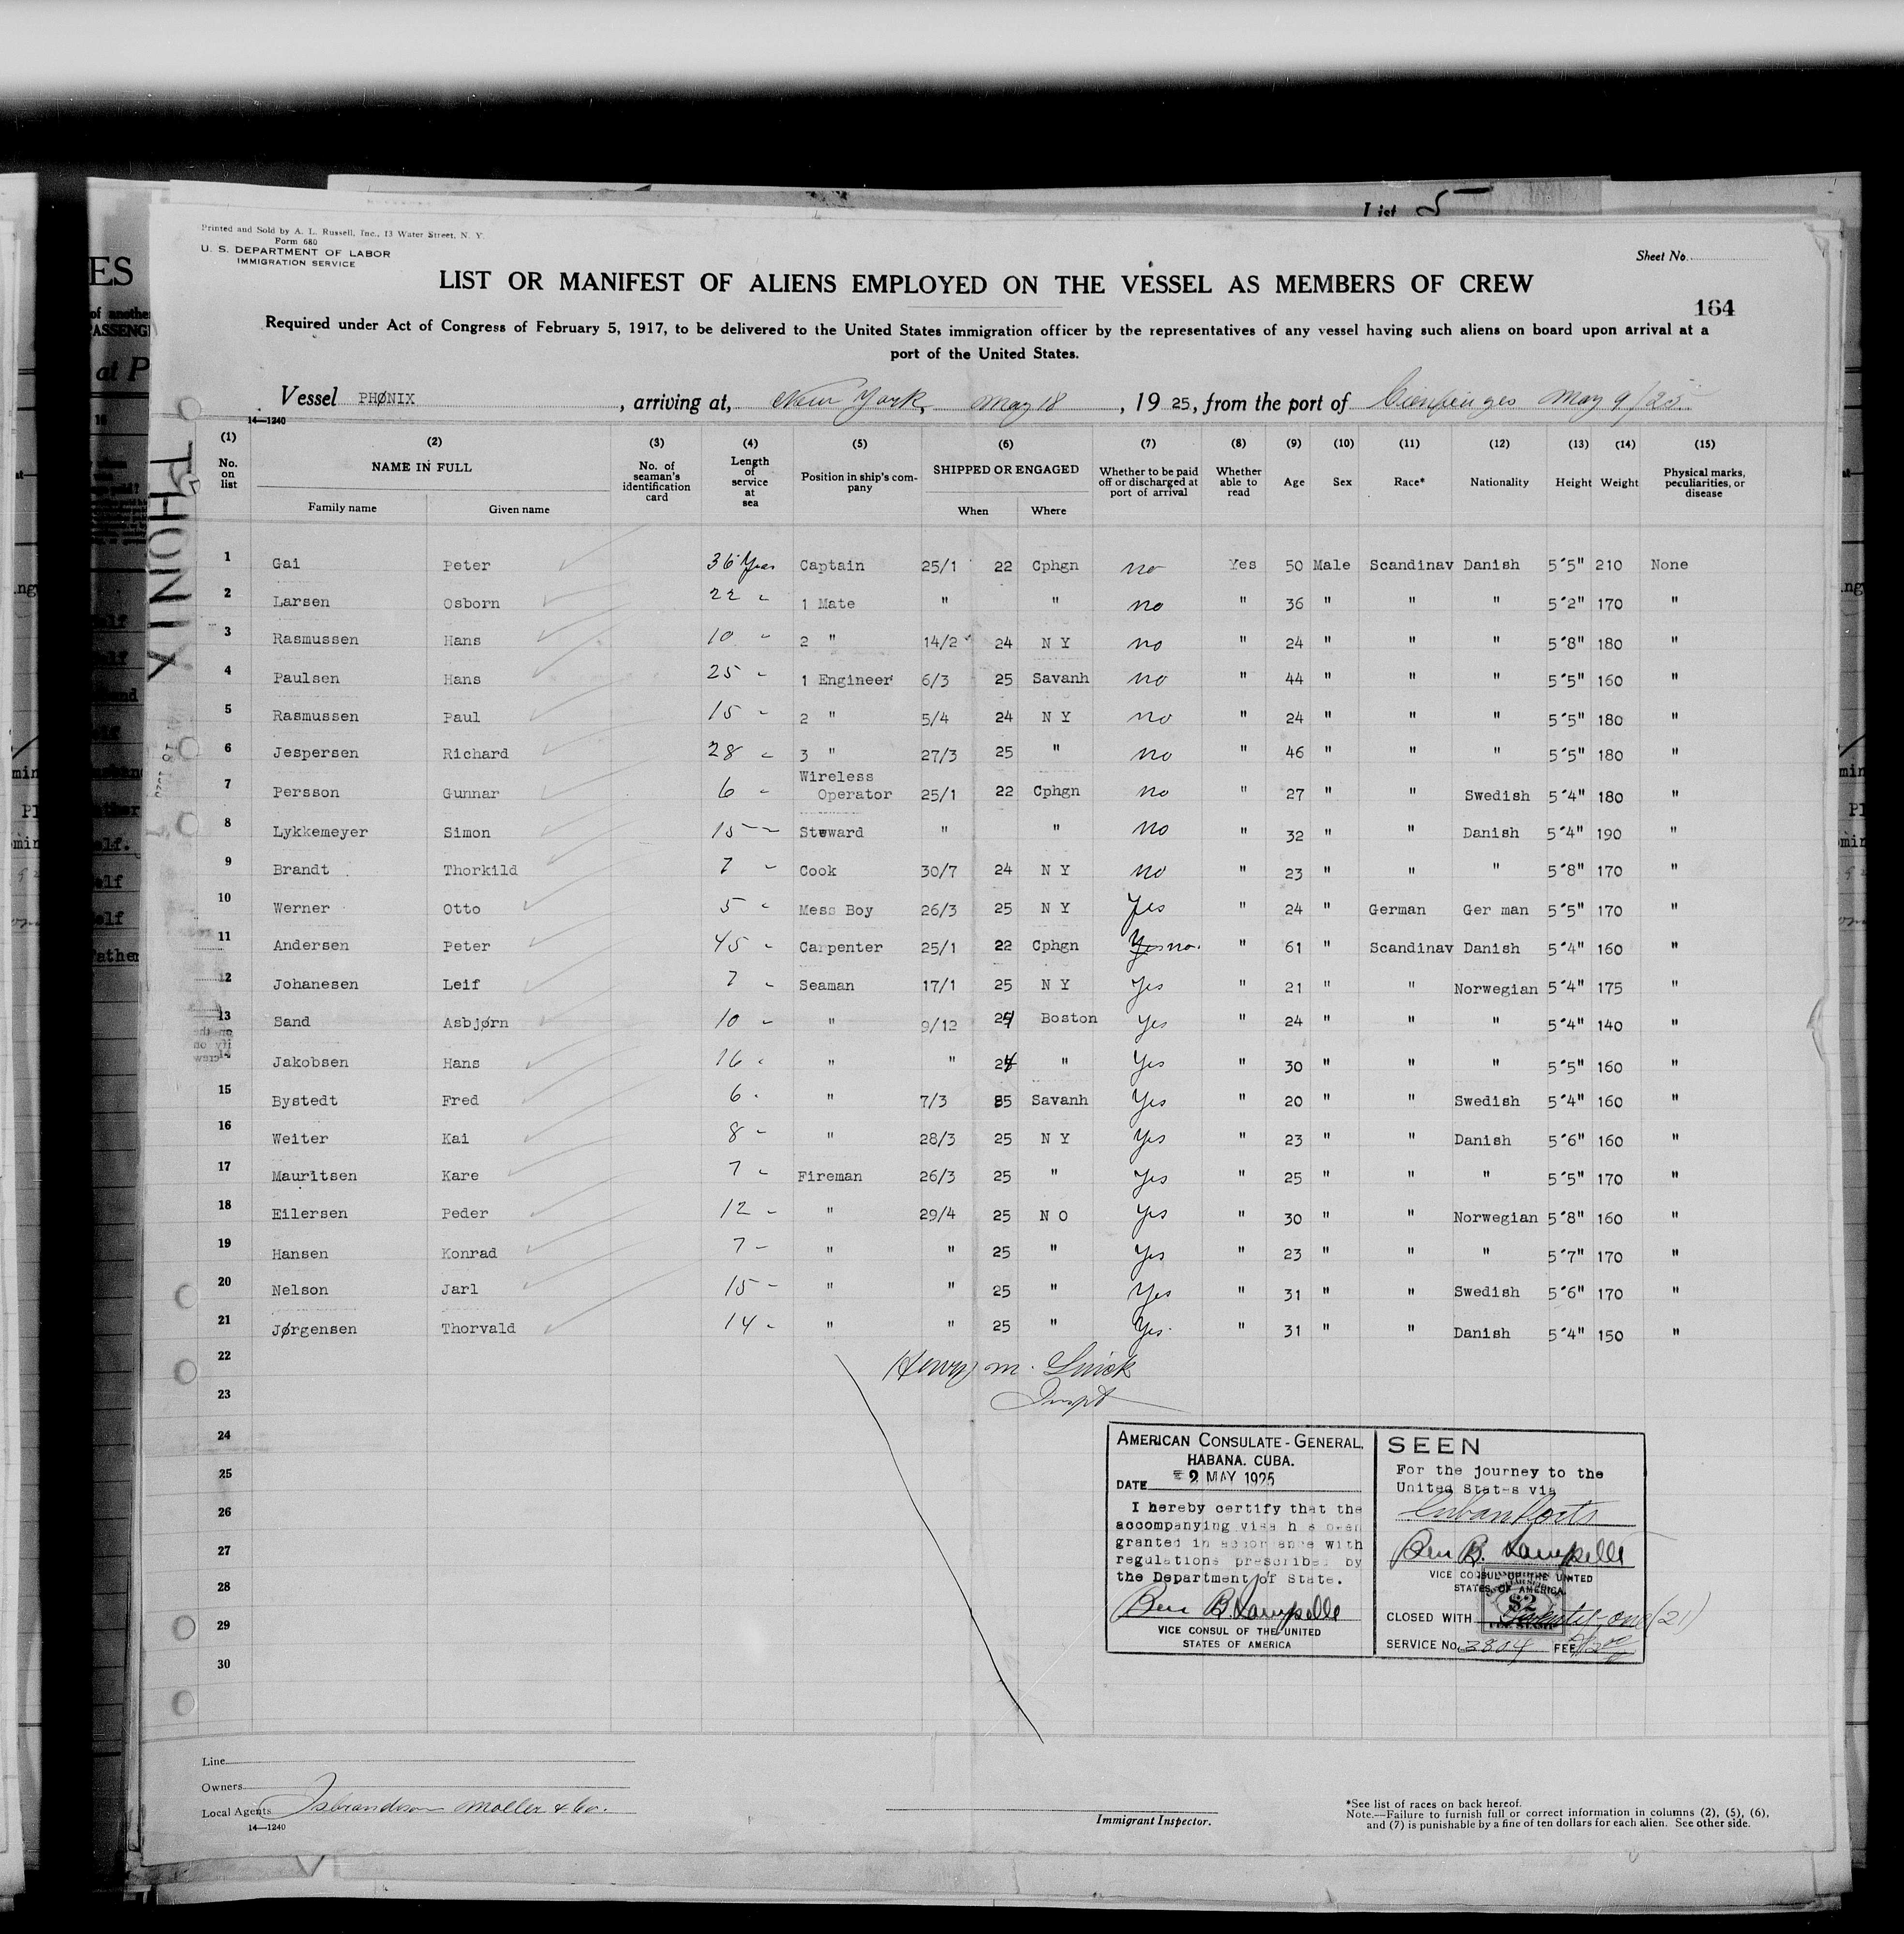 List 5
Printed and Sold by A. L. Russell, Inc., 13 Water Street, N. Y.
Form 680
U. S. DEPARTMENT OF LABOR
IMMIGRATION SERVICE
Sheet No.
LIST OR MANIFEST OF ALIENS EMPLOYED ON THE VESSEL AS MEMBERS OF CREW
164
Required under Act of Congress of February 5, 1917, to be delivered to the United States immigration officer by the representatives of any vessel having such aliens on board upon arrival at a
port of the United States.
Vessel PHØNIX, arriving at, New York, May 18, 1925, from the port of Cienfuegos May 9/25
14—1240
PHONIX
(1) (2) (3) (4) (5) (6) (7) (8) (9) (10) (11) (12) (13) (14) (15)
No. on list NAME IN FULL No. of seaman's identification card Length of service at sea Position in ship's company SHIPPED OR ENGAGED Whether to be paid off or discharged at port of arrival Whether able to read Age Sex Race* Nationality Height Weight Physical marks, peculiarities, or disease
Family name Given name When Where
1 Gai Peter 36 Years Captain 25/1 22 Cphgn no Yes 50 Male Scandinav Danish 5'5" 210 None
2 Larsen Osborn 22 " 1 Mate " " no " 36 " " " 5'2" 170 "
3 Rasmussen Hans 10 " 2 " 14/2 24 N Y no " 24 " " " 5'8" 180 "
4 Paulsen Hans 25 " 1 Engineer 6/3 25 Savanh no " 44 " " " 5'5" 160 "
5 Rasmussen Paul 15 " 2 " 5/4 24 N Y no " 24 " " " 5'5" 180 "
6 Jespersen Richard 28 " 3 " 27/3 25 " no " 46 " " " 5'5" 180 "
7 Persson Gunnar 6 " Wireless Operator 25/1 22 Cphgn no " 27 " " Swedish 5'4" 180 "
8 Lykkemeyer Simon 15 " Steward " " no " 32 " " Danish 5'4" 190 "
9 Brandt Thorkild 7 " Cook 30/7 24 N Y no " 23 " " " 5'8" 170 "
10 Werner Otto 5 " Mess Boy 26/3 25 N Y Yes " 24 " German Ger man 5'5" 170 "
11 Andersen Peter 45 " Carpenter 25/1 22 Cphgn Yes no. " 61 " Scandinav Danish 5'4" 160 "
12 Johanesen Leif 7 " Seaman 17/1 25 N Y Yes " 21 " " Norwegian 5'4" 175 "
13 Sand Asbjørn 10 " " 9/12 24 Boston Yes " 24 " " " 5'4" 140 "
14 Jakobsen Hans 16 " " " 24 " Yes " 30 " " " 5'5" 160 "
15 Bystedt Fred 6 " " 7/3 25 Savanh Yes " 20 " " Swedish 5'4" 160 "
16 Weiter Kai 8 " " 28/3 25 N Y Yes " 23 " " Danish 5'6" 160 "
17 Mauritsen Kare 7 " Fireman 26/3 25 " Yes " 25 " " " 5'5" 170 "
18 Eilersen Peder 12 " " 29/4 25 N O Yes " 30 " " Norwegian 5'8" 160 "
19 Hansen Konrad 7 " " " 25 " Yes " 23 " " " 5'7" 170 "
20 Nelson Jarl 15 " " " 25 " Yes " 31 " " Swedish 5'6" 170 "
21 Jørgensen Thorvald 14 " " " 25 " Yes. " 31 " " Danish 5'4" 150 "
22 Henry M.
23 Inspt
24
25
26
27
28
29
30
AMERICAN CONSULATE-GENERAL.
HABANA. CUBA.
DATE 2 MAY 1925
I hereby certify that the
accompanying visa has been
granted in accordance with
regulations prescribed by
the Department of State.
Ben B.
VICE CONSUL OF THE UNITED
STATES OF AMERICA
SEEN
For the journey to the
United States via
Cuban Ports
Ben B.
VICE CONSUL OF THE UNITED
STATES OF AMERICA.
$2
FEE STAMP
CLOSED WITH Twenty-one (21)
SERVICE No. 3804 FEE $2.00
Line
Owners
Local Agents Isbrandtsen Moller & Co.
14—1240
Immigrant Inspector.
*See list of races on back hereof.
Note.—Failure to furnish full or correct information in columns (2), (5), (6),
and (7) is punishable by a fine of ten dollars for each alien. See other side.